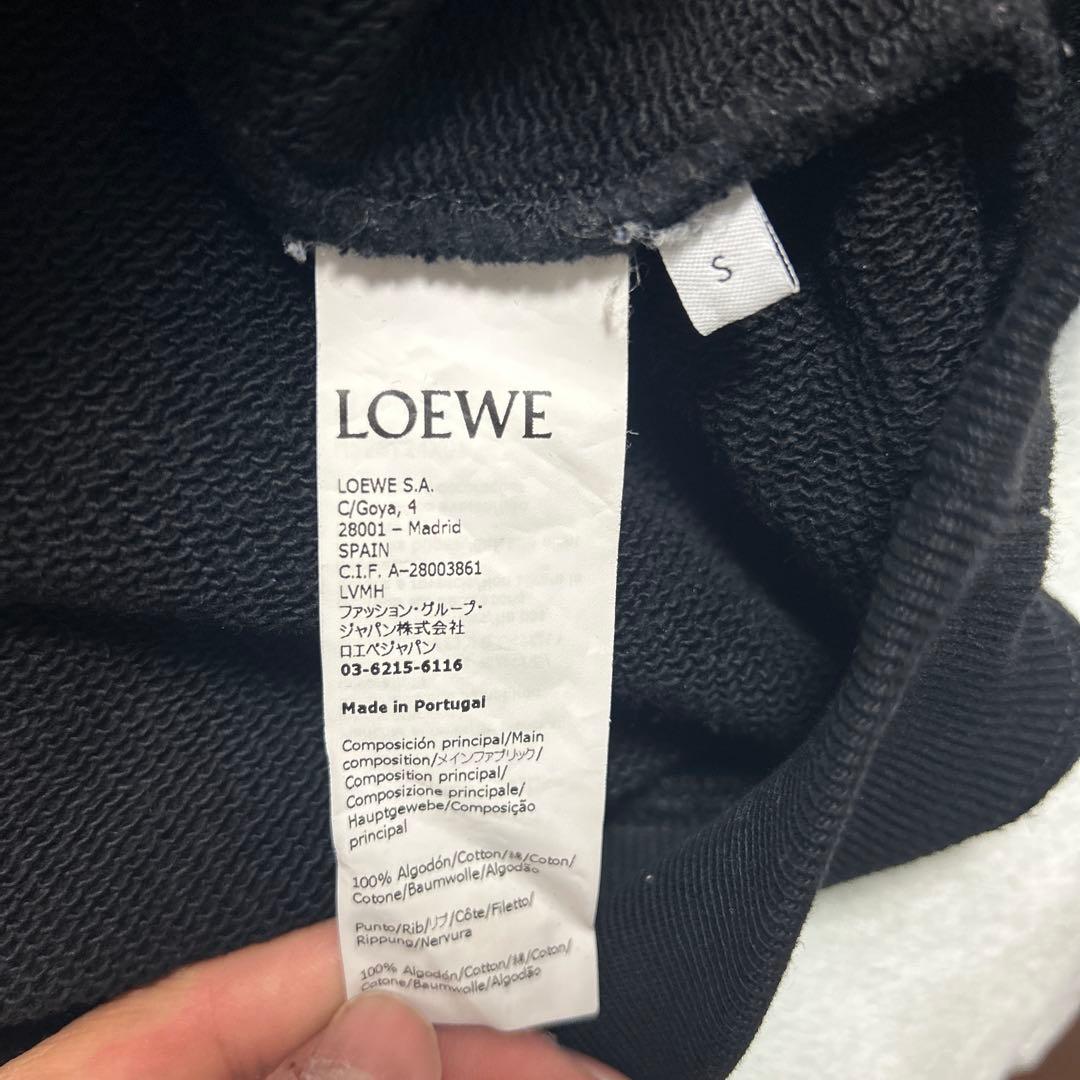 S
LOEWE
LOEWE S.A.
C/Goya, 4
28001 – Madrid
SPAIN
C.I.F. A-28003861
LVMH
ファッション・グループ・
ジャパン株式会社
ロエベジャパン
03-6215-6116
Made in Portugal
Composición principal/Main
composition/メインファブリック/
Composition principal/
Composizione principale/
Hauptgewebe/Composição
principal
100% Algodón/Cotton/綿/Coton/
Cotone/Baumwolle/Algodão
Punto/Rib/リブ/Côte/Filetto/
Rippung/Nervura
100% Algodón/Cotton/綿/Coton/
Cotone/Baumwolle/Algodão